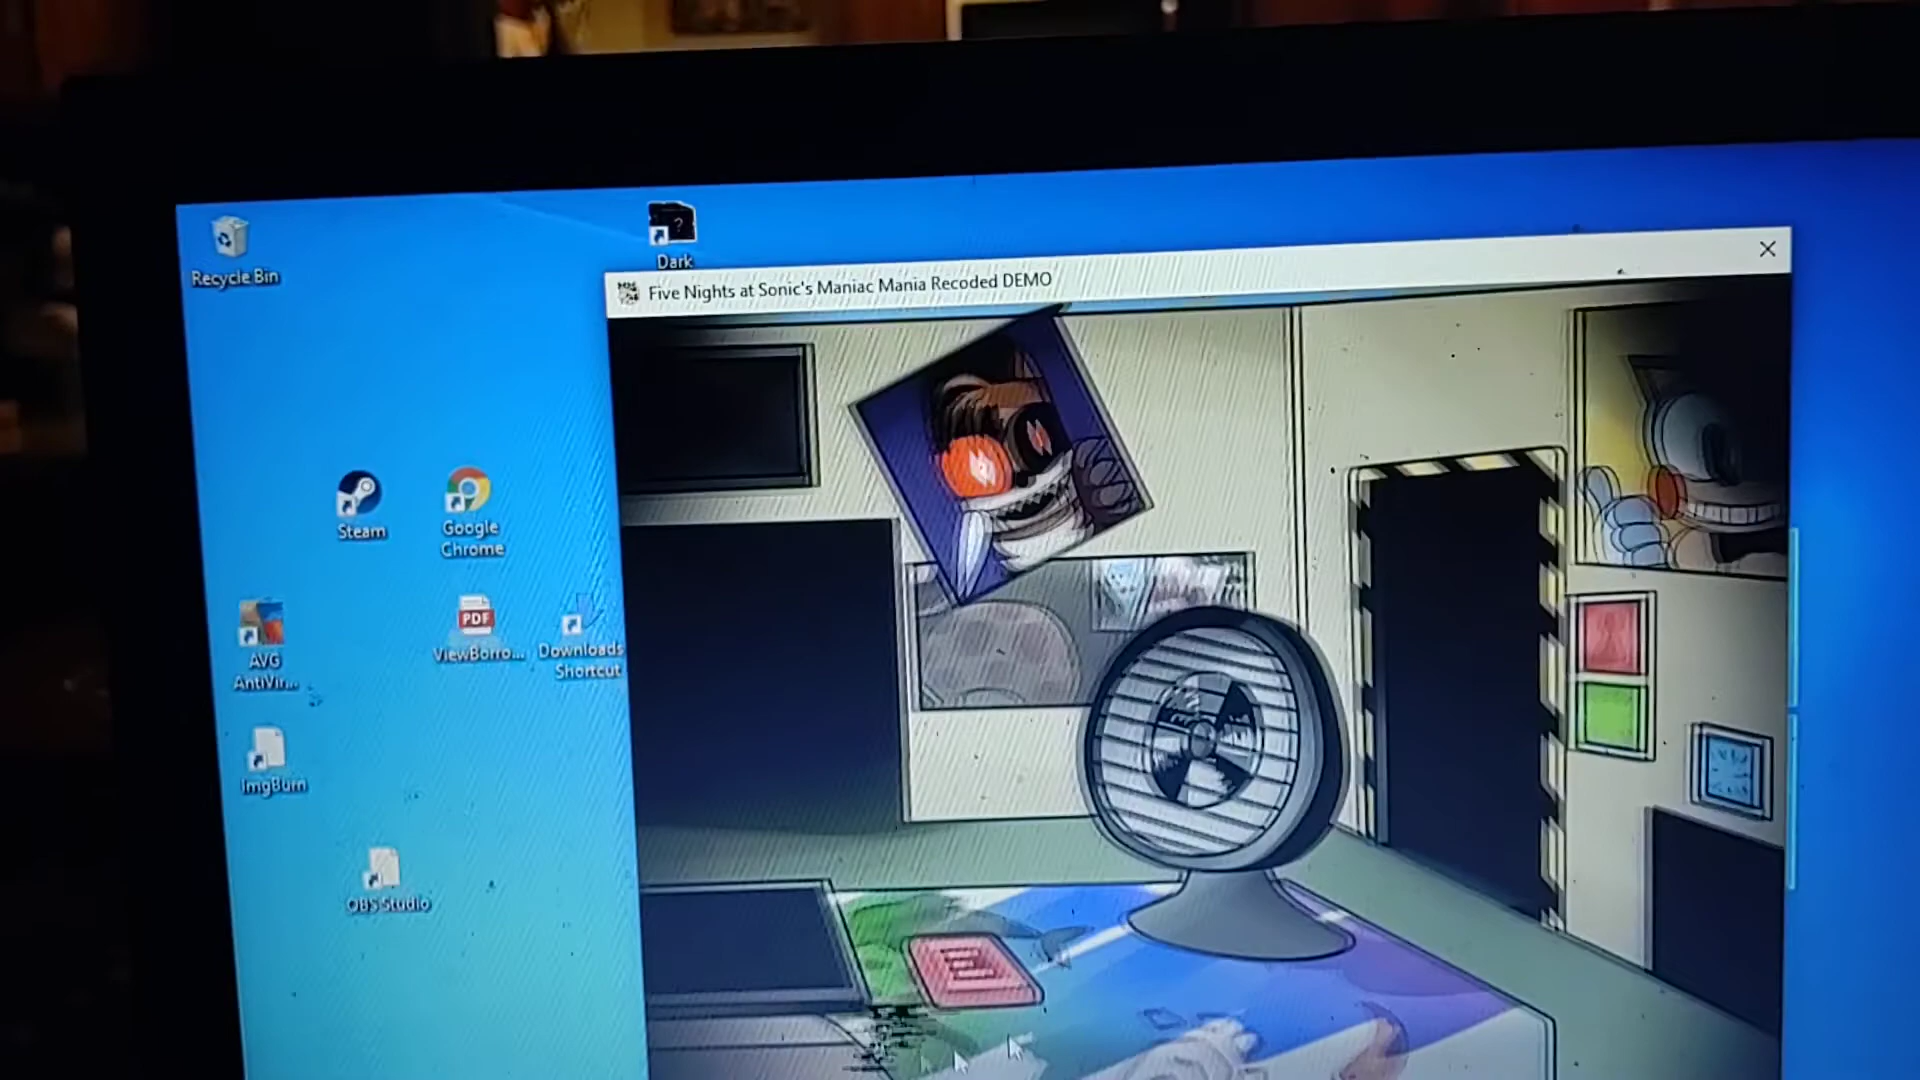 Recycle Bin
Dark
Five Nights at Sonic's Maniac Mania Recoded DEMO
Steam
Google
Chrome
PDF
AVG
AntiVir...
ViewBorro...
Downloads
Shortcut
ImgBurn
OBS Studio